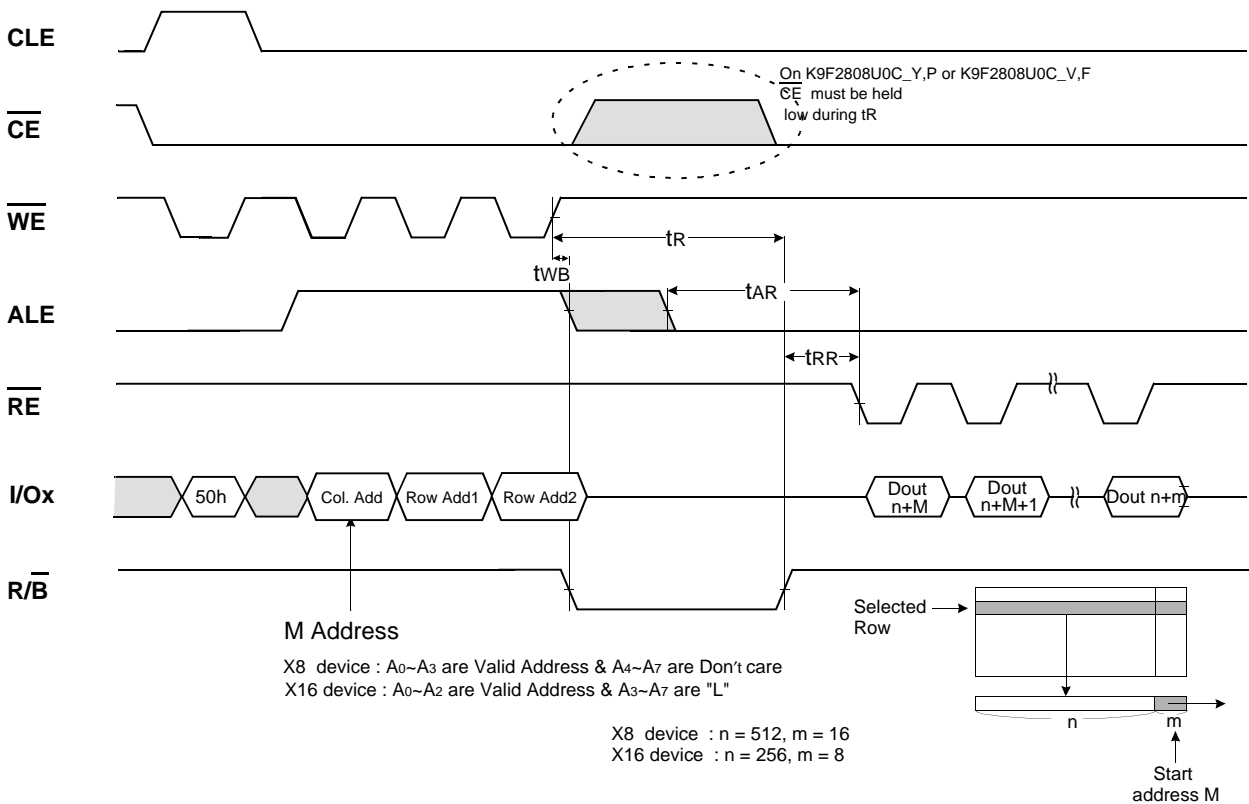 CLE
On K9F2808U0C_Y,P or K9F2808U0C_V,F
CE must be held
low during tR
CE
WE
tR
tWB
tAR
ALE
tRR
RE
I/Ox
50h
Col. Add
Row Add1
Row Add2
Dout
n+M
Dout
n+M+1
Dout n+m
R/B
Selected
Row
M Address
X8 device : A0~A3 are Valid Address & A4~A7 are Don't care
X16 device : A0~A2 are Valid Address & A3~A7 are "L"
n
m
X8 device : n = 512, m = 16
X16 device : n = 256, m = 8
Start
address M